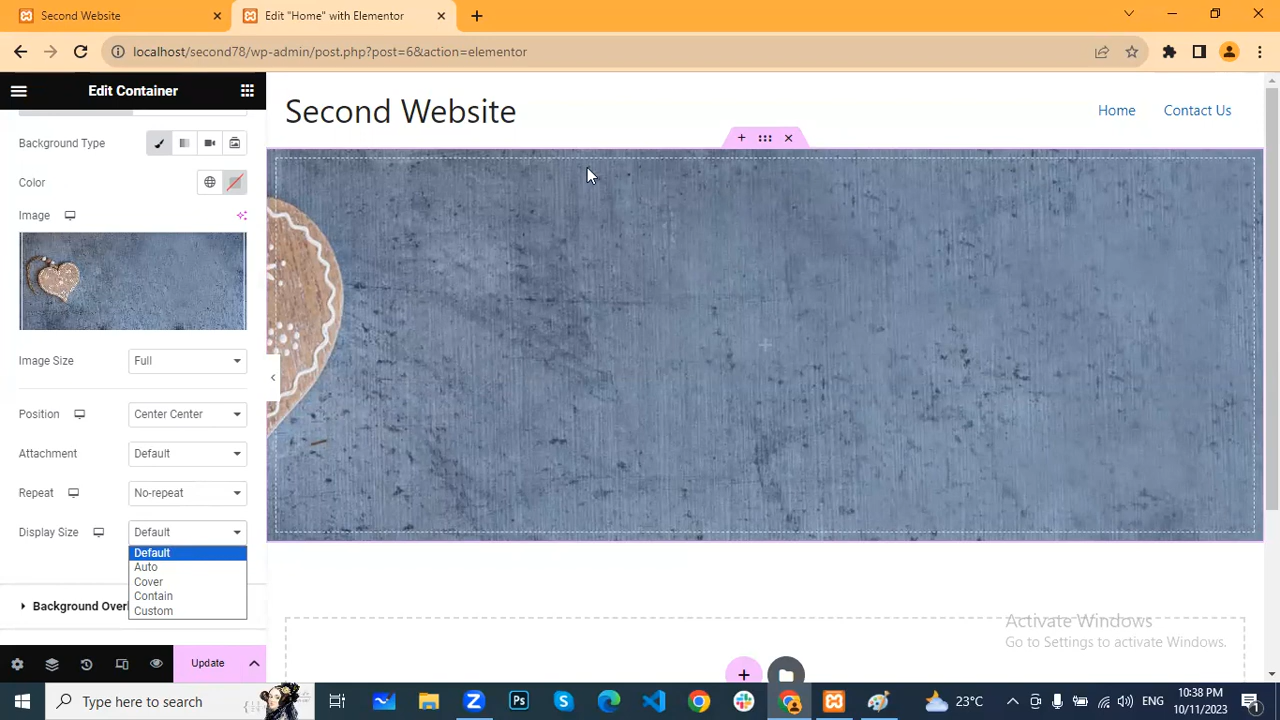 Second Website
Edit "Home" with Elementor
localhost/second78/wp-admin/post.php?post=6&action=elementor
Edit Container
Background Type
Color
Image
Image Size
Full
Position
Center Center
Attachment
Default
Repeat
No-repeat
Display Size
Default
Default
Auto
Cover
Contain
Custom
Background Overl
Update
Second Website
Home
Contact Us
Activate Windows
Go to Settings to activate Windows.
Type here to search
23°C
ENG
10:38 PM
10/11/2023
1